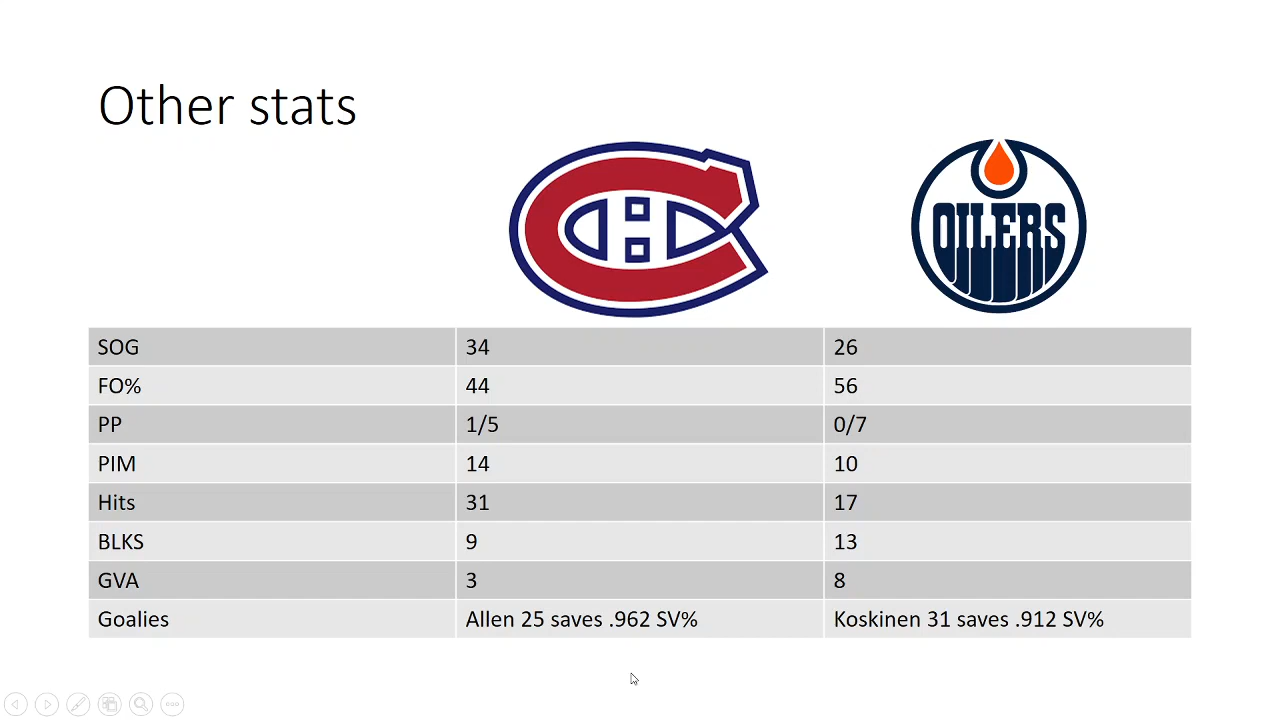 Other stats
OILERS
SOG 34 26
FO% 44 56
PP 1/5 0/7
PIM 14 10
Hits 31 17
BLKS 9 13
GVA 3 8
Goalies Allen 25 saves .962 SV% Koskinen 31 saves .912 SV%